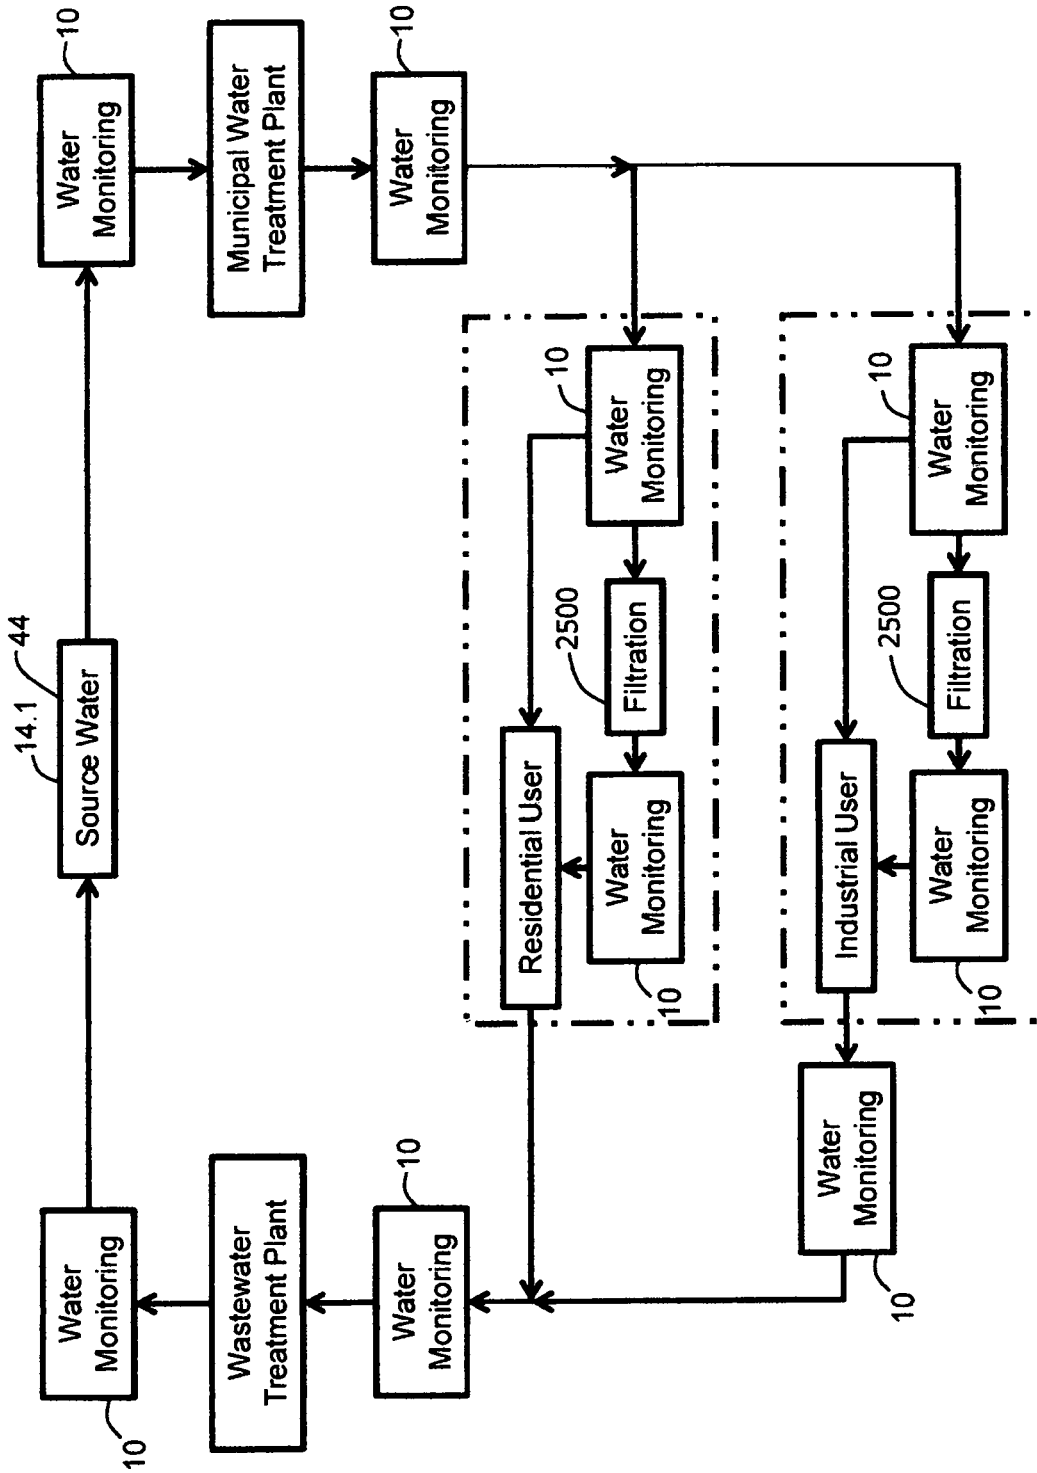 10
Water
Monitoring
Wastewater
Treatment Plant
Water
Monitoring
10
Water
Monitoring
10
14.1
44
Source Water
Residential User
Water
Monitoring
10
2500
Filtration
Water
Monitoring
10
Industrial User
Water
Monitoring
10
2500
Filtration
Water
Monitoring
10
Water
Monitoring
10
Municipal Water
Treatment Plant
Water
Monitoring
10